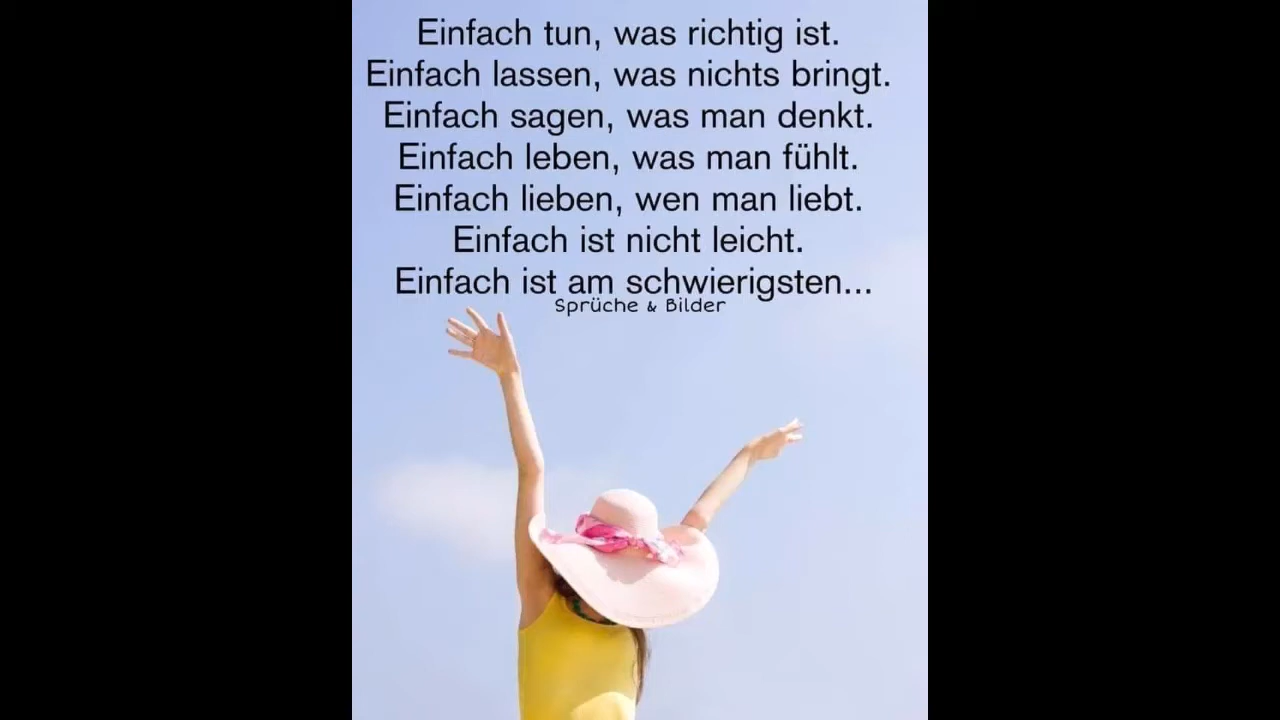 Einfach tun, was richtig ist.
Einfach lassen, was nichts bringt.
Einfach sagen, was man denkt.
Einfach leben, was man fühlt.
Einfach lieben, wen man liebt.
Einfach ist nicht leicht.
Einfach ist am schwierigsten...
Sprüche & Bilder